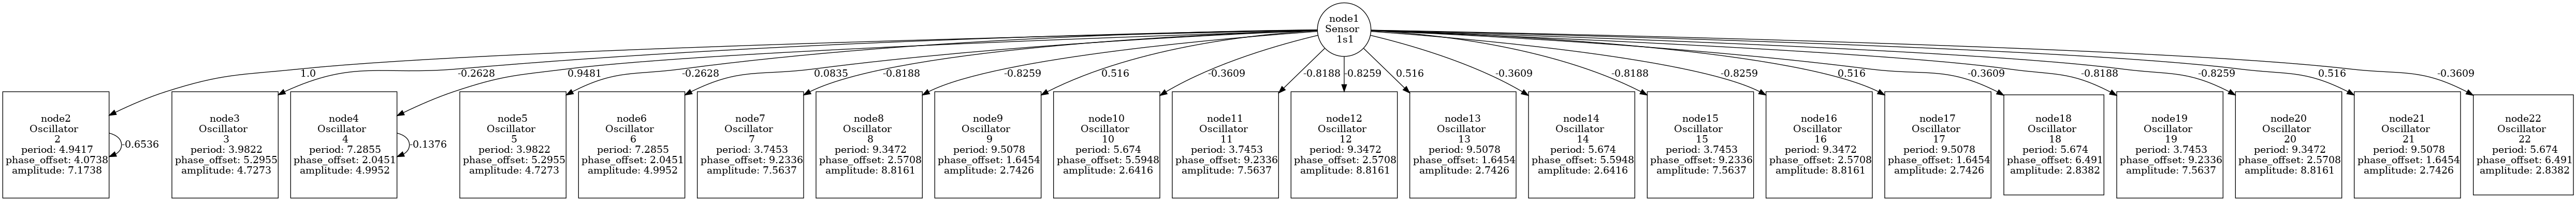 node1
Sensor
1s1
1.0
-0.2628
0.9481
-0.2628
0.0835
-0.8188
-0.8259
0.516
-0.3609
-0.8188
-0.8259
0.516
-0.3609
-0.8188
-0.8259
0.516
-0.3609
-0.8188
-0.8259
0.516
-0.3609
node2
Oscillator
2
period: 4.9417
phase_offset: 4.0738
amplitude: 7.1738
-0.6536
node3
Oscillator
3
period: 3.9822
phase_offset: 5.2955
amplitude: 4.7273
node4
Oscillator
4
period: 7.2855
phase_offset: 2.0451
amplitude: 4.9952
-0.1376
node5
Oscillator
5
period: 3.9822
phase_offset: 5.2955
amplitude: 4.7273
node6
Oscillator
6
period: 7.2855
phase_offset: 2.0451
amplitude: 4.9952
node7
Oscillator
7
period: 3.7453
phase_offset: 9.2336
amplitude: 7.5637
node8
Oscillator
8
period: 9.3472
phase_offset: 2.5708
amplitude: 8.8161
node9
Oscillator
9
period: 9.5078
phase_offset: 1.6454
amplitude: 2.7426
node10
Oscillator
10
period: 5.674
phase_offset: 5.5948
amplitude: 2.6416
node11
Oscillator
11
period: 3.7453
phase_offset: 9.2336
amplitude: 7.5637
node12
Oscillator
12
period: 9.3472
phase_offset: 2.5708
amplitude: 8.8161
node13
Oscillator
13
period: 9.5078
phase_offset: 1.6454
amplitude: 2.7426
node14
Oscillator
14
period: 5.674
phase_offset: 5.5948
amplitude: 2.6416
node15
Oscillator
15
period: 3.7453
phase_offset: 9.2336
amplitude: 7.5637
node16
Oscillator
16
period: 9.3472
phase_offset: 2.5708
amplitude: 8.8161
node17
Oscillator
17
period: 9.5078
phase_offset: 1.6454
amplitude: 2.7426
node18
Oscillator
18
period: 5.674
phase_offset: 6.491
amplitude: 2.8382
node19
Oscillator
19
period: 3.7453
phase_offset: 9.2336
amplitude: 7.5637
node20
Oscillator
20
period: 9.3472
phase_offset: 2.5708
amplitude: 8.8161
node21
Oscillator
21
period: 9.5078
phase_offset: 1.6454
amplitude: 2.7426
node22
Oscillator
22
period: 5.674
phase_offset: 6.491
amplitude: 2.8382